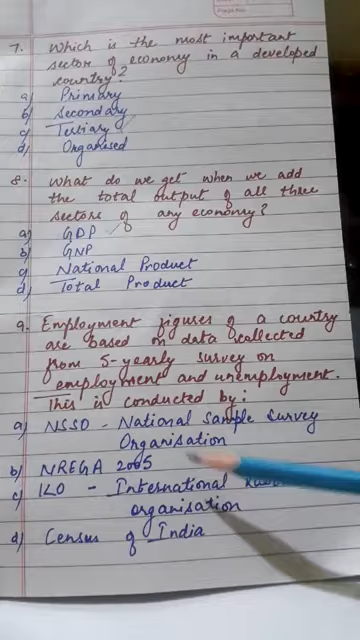 Page No.
7. Which is the most important
sector of economy in a developed
country?
a) Primary
b) Secondary
c) Tertiary
d) Organised
8. What do we get when we add
the total output of all three
sectors of any economy?
a) GDP
b) GNP
c) National Product
d) Total Product
9. Employment figures of a country
are based on data collected
from 5-yearly survey on
employment and unemployment.
This is conducted by:
a) NSSO - National Sample Survey
Organisation
b) NREGA 2005
c) ILO - International
organisation
d) Census of India